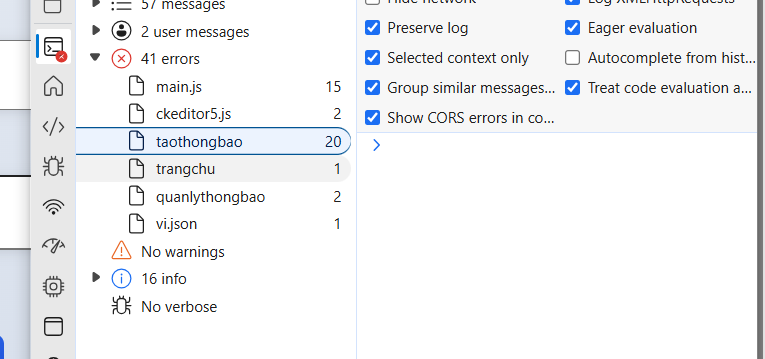 57 messages
2 user messages
41 errors
main.js 15
ckeditor5.js 2
taothongbao 20
trangchu 1
quanlythongbao 2
vi.json 1
No warnings
16 info
No verbose
Hide network
Log XMLHttpRequests
Preserve log
Eager evaluation
Selected context only
Autocomplete from hist...
Group similar messages...
Treat code evaluation a...
Show CORS errors in co...